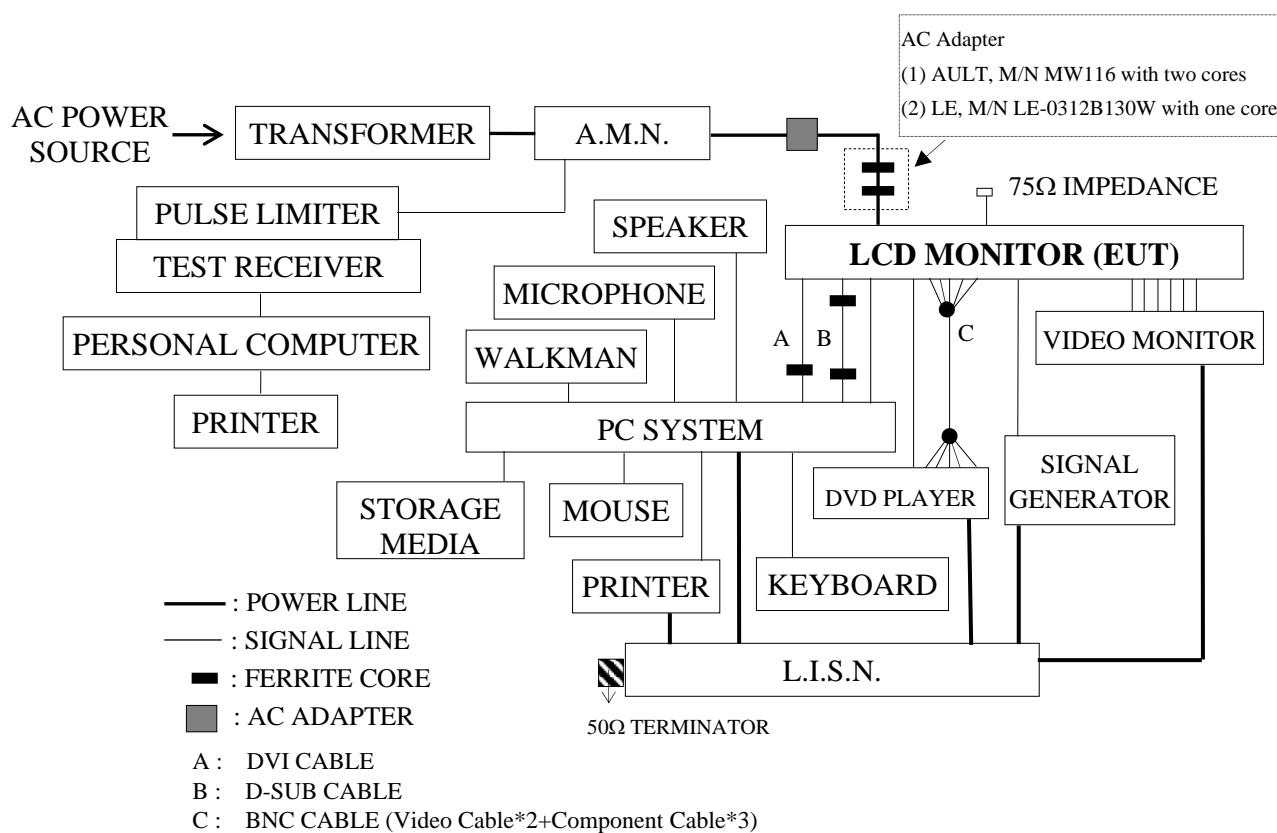 AC Adapter
(1) AULT, M/N MW116 with two cores
(2) LE, M/N LE-0312B130W with one core
AC POWER
SOURCE
TRANSFORMER
A.M.N.
75Ω IMPEDANCE
PULSE LIMITER
SPEAKER
LCD MONITOR (EUT)
TEST RECEIVER
MICROPHONE
PERSONAL COMPUTER
WALKMAN
A
B
C
VIDEO MONITOR
PRINTER
PC SYSTEM
STORAGE
MEDIA
MOUSE
DVD PLAYER
SIGNAL
GENERATOR
PRINTER
KEYBOARD
: POWER LINE
: SIGNAL LINE
: FERRITE CORE
: AC ADAPTER
L.I.S.N.
50Ω TERMINATOR
A : DVI CABLE
B : D-SUB CABLE
C : BNC CABLE (Video Cable*2+Component Cable*3)